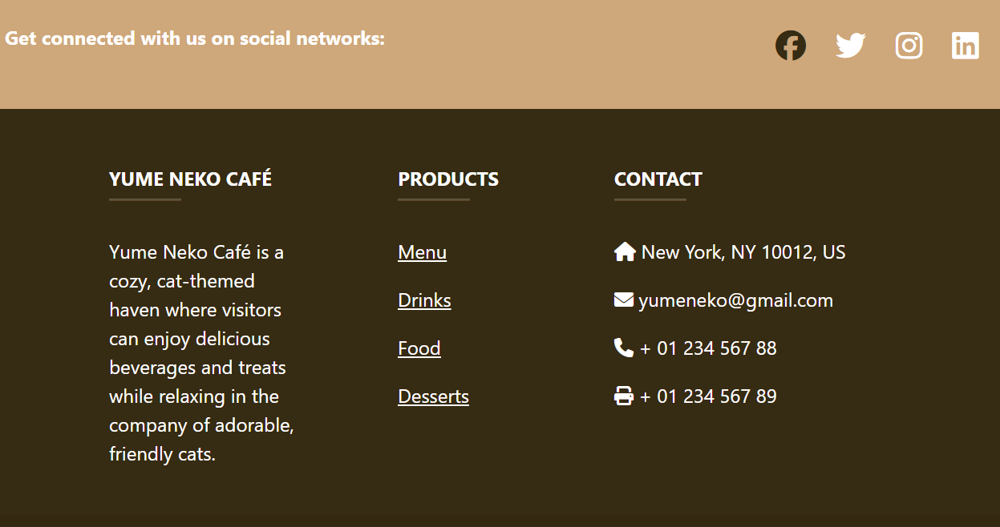 Get connected with us on social networks:
YUME NEKO CAFÉ
Yume Neko Café is a
cozy, cat-themed
haven where visitors
can enjoy delicious
beverages and treats
while relaxing in the
company of adorable,
friendly cats.
PRODUCTS
Menu
Drinks
Food
Desserts
CONTACT
New York, NY 10012, US
yumeneko@gmail.com
+ 01 234 567 88
+ 01 234 567 89